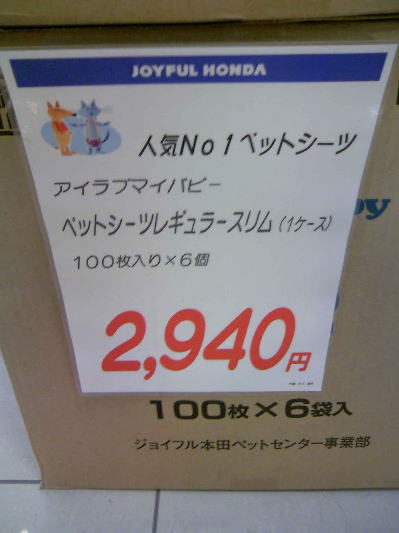 JOYFUL HONDA
人気No1ペットシーツ
アイラブマイパピー
ペットシーツレギュラースリム(1ケース)
100枚入り×6個
2,940円
100枚×6袋入
ジョイフル本田ペットセンター事業部